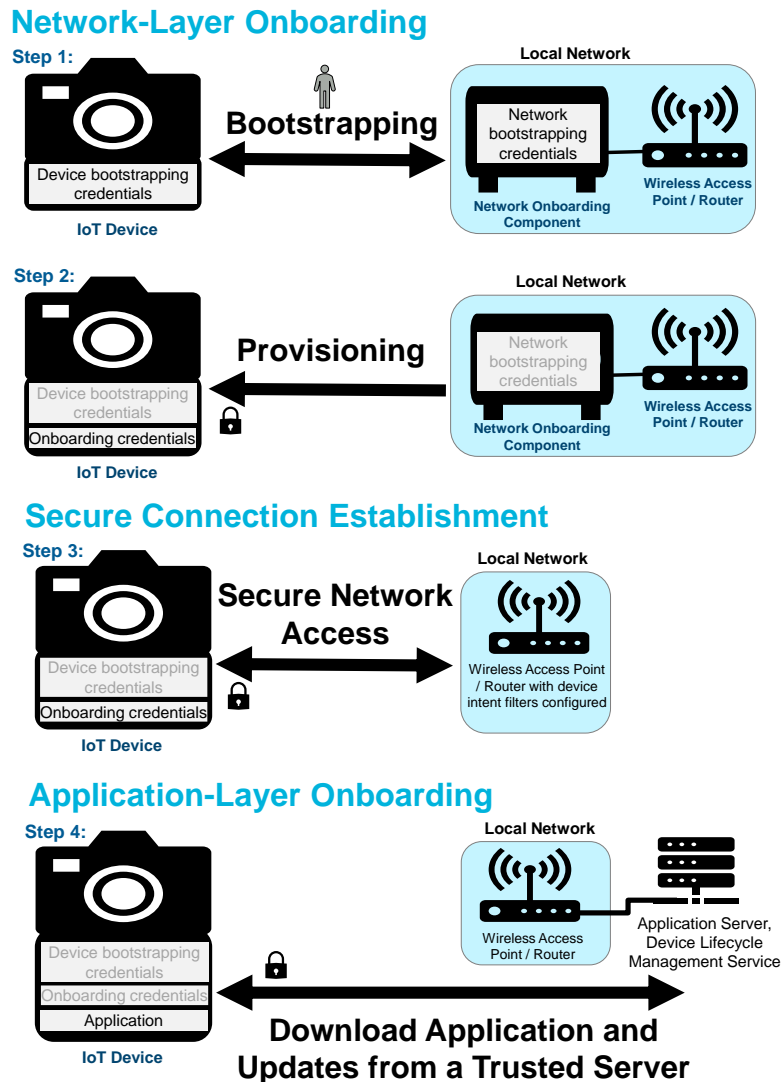 Network-Layer Onboarding
Step 1:
Local Network
Bootstrapping
Network
bootstrapping
credentials
Device bootstrapping
credentials
Wireless Access
Point / Router
Network Onboarding
Component
IoT Device
Step 2:
Local Network
Provisioning
Network
bootstrapping
credentials
Device bootstrapping
credentials
Onboarding credentials
Wireless Access
Point / Router
Network Onboarding
Component
IoT Device
Secure Connection Establishment
Step 3:
Local Network
Secure Network
Access
Device bootstrapping
credentials
Onboarding credentials
Wireless Access Point
/ Router with device
intent filters configured
IoT Device
Application-Layer Onboarding
Step 4:
Local Network
Wireless Access
Point / Router
Application Server,
Device Lifecycle
Management Service
Device bootstrapping
credentials
Onboarding credentials
Application
IoT Device
Download Application and
Updates from a Trusted Server